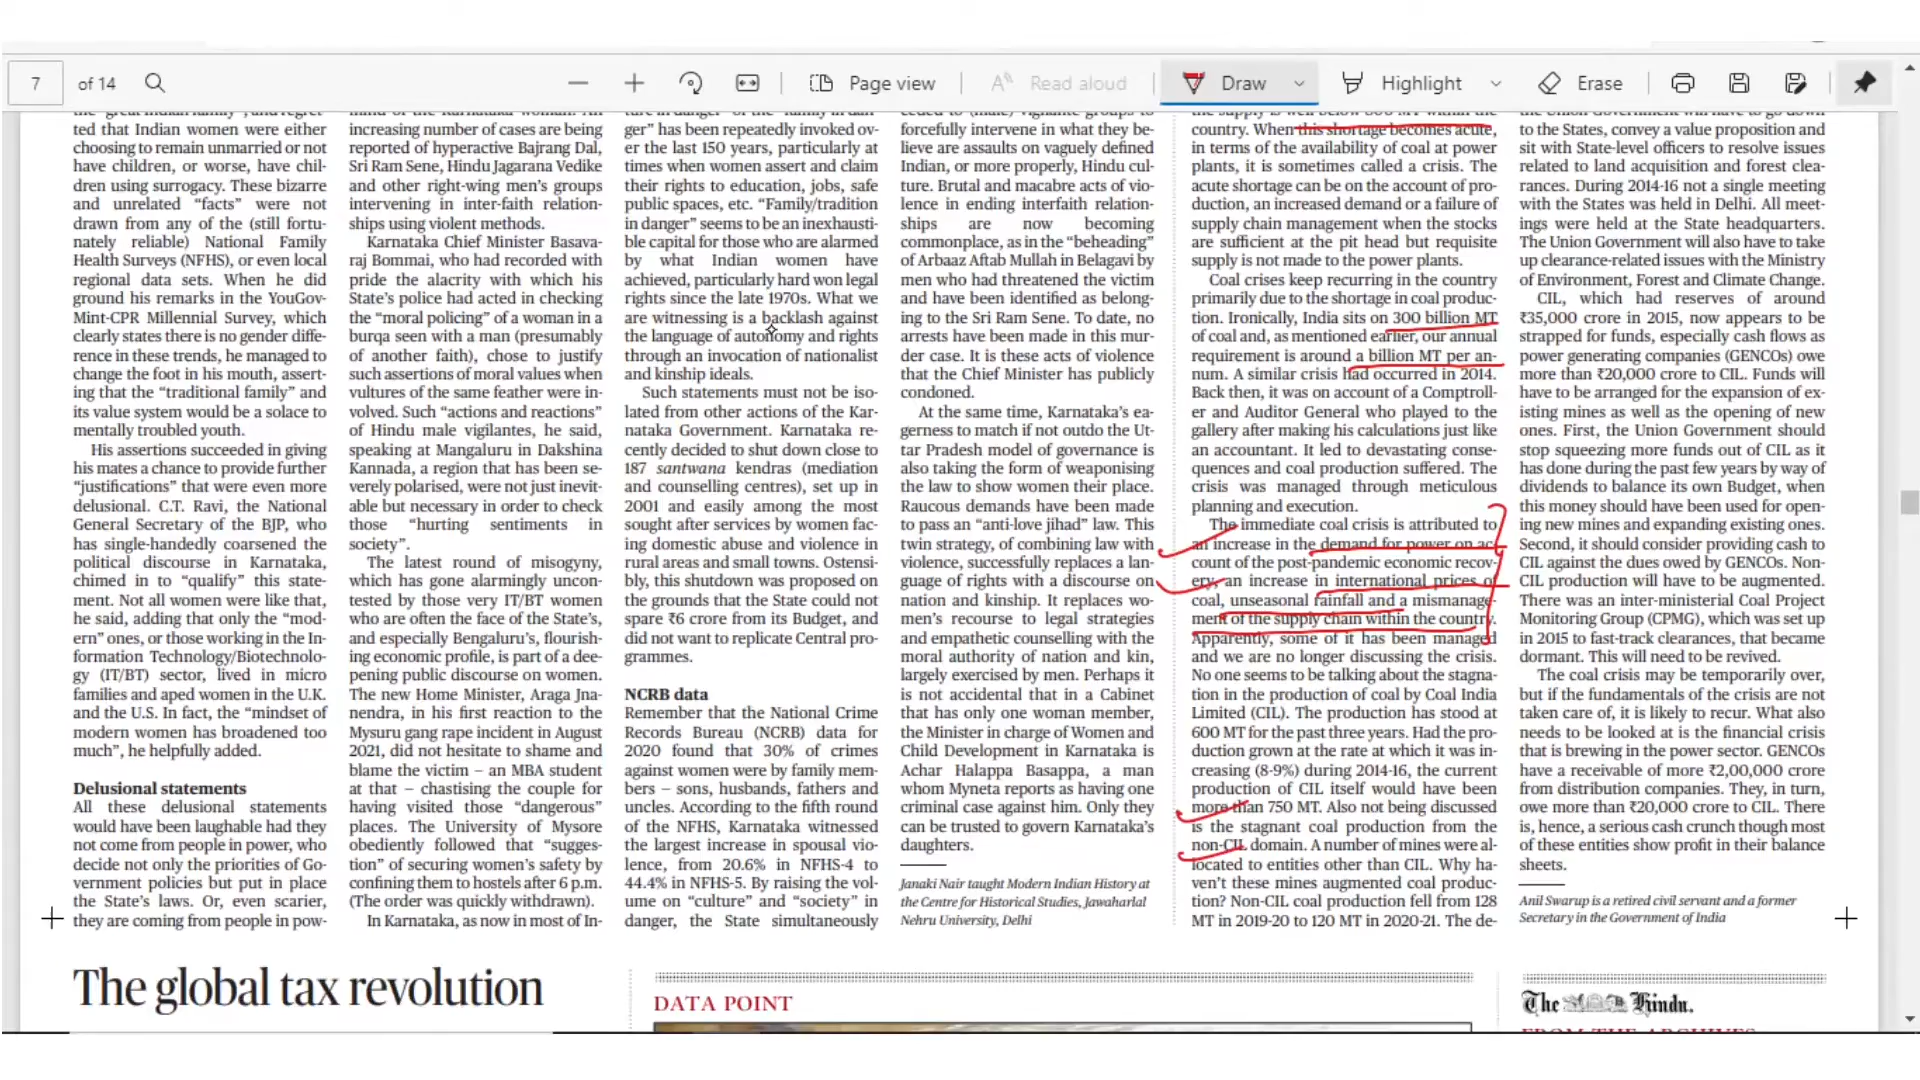 7 of 14 Page view Read aloud Draw Highlight Erase
ted that Indian women were either
choosing to remain unmarried or not
have children, or worse, have chil-
dren using surrogacy. These bizarre
and unrelated “facts” were not
drawn from any of the (still fortu-
nately reliable) National Family
Health Surveys (NFHS), or even local
regional data sets. When he did
ground his remarks in the YouGov-
Mint-CPR Millennial Survey, which
clearly states there is no gender diffe-
rence in these trends, he managed to
change the foot in his mouth, assert-
ing that the “traditional family” and
its value system would be a solace to
mentally troubled youth.
His assertions succeeded in giving
his mates a chance to provide further
“justifications” that were even more
delusional. C.T. Ravi, the National
General Secretary of the BJP, who
has single-handedly coarsened the
political discourse in Karnataka,
chimed in to “qualify” this state-
ment. Not all women were like that,
he said, adding that only the “mod-
ern” ones, or those working in the In-
formation Technology/Biotechnolo-
gy (IT/BT) sector, lived in micro
families and aped women in the U.K.
and the U.S. In fact, the “mindset of
modern women has broadened too
much”, he helpfully added.
Delusional statements
All these delusional statements
would have been laughable had they
not come from people in power, who
decide not only the priorities of Go-
vernment policies but put in place
the State’s laws. Or, even scarier,
they are coming from people in pow-
increasing number of cases are being
reported of hyperactive Bajrang Dal,
Sri Ram Sene, Hindu Jagarana Vedike
and other right-wing men’s groups
intervening in inter-faith relation-
ships using violent methods.
Karnataka Chief Minister Basava-
raj Bommai, who had recorded with
pride the alacrity with which his
State’s police had acted in checking
the “moral policing” of a woman in a
burqa seen with a man (presumably
of another faith), chose to justify
such assertions of moral values when
vultures of the same feather were in-
volved. Such “actions and reactions”
of Hindu male vigilantes, he said,
speaking at Mangaluru in Dakshina
Kannada, a region that has been se-
verely polarised, were not just inevit-
able but necessary in order to check
those “hurting sentiments in
society”.
The latest round of misogyny,
which has gone alarmingly uncon-
tested by those very IT/BT women
who are often the face of the State’s,
and especially Bengaluru’s, flourish-
ing economic profile, is part of a dee-
pening public discourse on women.
The new Home Minister, Araga Jna-
nendra, in his first reaction to the
Mysuru gang rape incident in August
2021, did not hesitate to shame and
blame the victim – an MBA student
at that – chastising the couple for
having visited those “dangerous”
places. The University of Mysore
obediently followed that “sugges-
tion” of securing women’s safety by
confining them to hostels after 6 p.m.
(The order was quickly withdrawn).
In Karnataka, as now in most of In-
ger” has been repeatedly invoked ov-
er the last 150 years, particularly at
times when women assert and claim
their rights to education, jobs, safe
public spaces, etc. “Family/tradition
in danger” seems to be an inexhausti-
ble capital for those who are alarmed
by what Indian women have
achieved, particularly hard won legal
rights since the late 1970s. What we
are witnessing is a backlash against
the language of autonomy and rights
through an invocation of nationalist
and kinship ideals.
Such statements must not be iso-
lated from other actions of the Kar-
nataka Government. Karnataka re-
cently decided to shut down close to
187 santwana kendras (mediation
and counselling centres), set up in
2001 and easily among the most
sought after services by women fac-
ing domestic abuse and violence in
rural areas and small towns. Ostensi-
bly, this shutdown was proposed on
the grounds that the State could not
spare ₹6 crore from its Budget, and
did not want to replicate Central pro-
grammes.
NCRB data
Remember that the National Crime
Records Bureau (NCRB) data for
2020 found that 30% of crimes
against women were by family mem-
bers – sons, husbands, fathers and
uncles. According to the fifth round
of the NFHS, Karnataka witnessed
the largest increase in spousal vio-
lence, from 20.6% in NFHS-4 to
44.4% in NFHS-5. By raising the vol-
ume on “culture” and “society” in
danger, the State simultaneously
forcefully intervene in what they be-
lieve are assaults on vaguely defined
Indian, or more properly, Hindu cul-
ture. Brutal and macabre acts of vio-
lence in ending interfaith relation-
ships are now becoming
commonplace, as in the “beheading”
of Arbaaz Aftab Mullah in Belagavi by
men who had threatened the victim
and have been identified as belong-
ing to the Sri Ram Sene. To date, no
arrests have been made in this mur-
der case. It is these acts of violence
that the Chief Minister has publicly
condoned.
At the same time, Karnataka’s ea-
gerness to match if not outdo the Ut-
tar Pradesh model of governance is
also taking the form of weaponising
the law to show women their place.
Raucous demands have been made
to pass an “anti-love jihad” law. This
twin strategy, of combining law with
violence, successfully replaces a lan-
guage of rights with a discourse on
nation and kinship. It replaces wo-
men’s recourse to legal strategies
and empathetic counselling with the
moral authority of nation and kin,
largely exercised by men. Perhaps it
is not accidental that in a Cabinet
that has only one woman member,
the Minister in charge of Women and
Child Development in Karnataka is
Achar Halappa Basappa, a man
whom Myneta reports as having one
criminal case against him. Only they
can be trusted to govern Karnataka’s
daughters.
Janaki Nair taught Modern Indian History at
the Centre for Historical Studies, Jawaharlal
Nehru University, Delhi
country. When this shortage becomes acute,
in terms of the availability of coal at power
plants, it is sometimes called a crisis. The
acute shortage can be on the account of pro-
duction, an increased demand or a failure of
supply chain management when the stocks
are sufficient at the pit head but requisite
supply is not made to the power plants.
Coal crises keep recurring in the country
primarily due to the shortage in coal produc-
tion. Ironically, India sits on 300 billion MT
of coal and, as mentioned earlier, our annual
requirement is around a billion MT per an-
num. A similar crisis had occurred in 2014.
Back then, it was on account of a Comptroll-
er and Auditor General who played to the
gallery after making his calculations just like
an accountant. It led to devastating conse-
quences and coal production suffered. The
crisis was managed through meticulous
planning and execution.
The immediate coal crisis is attributed to
an increase in the demand for power on ac-
count of the post-pandemic economic recov-
ery, an increase in international prices of
coal, unseasonal rainfall and a mismanage-
ment of the supply chain within the country.
Apparently, some of it has been managed
and we are no longer discussing the crisis.
No one seems to be talking about the stagna-
tion in the production of coal by Coal India
Limited (CIL). The production has stood at
600 MT for the past three years. Had the pro-
duction grown at the rate at which it was in-
creasing (8-9%) during 2014-16, the current
production of CIL itself would have been
more than 750 MT. Also not being discussed
is the stagnant coal production from the
non-CIL domain. A number of mines were al-
located to entities other than CIL. Why ha-
ven’t these mines augmented coal produc-
tion? Non-CIL coal production fell from 128
MT in 2019-20 to 120 MT in 2020-21. The de-
to the States, convey a value proposition and
sit with State-level officers to resolve issues
related to land acquisition and forest clea-
rances. During 2014-16 not a single meeting
with the States was held in Delhi. All meet-
ings were held at the State headquarters.
The Union Government will also have to take
up clearance-related issues with the Ministry
of Environment, Forest and Climate Change.
CIL, which had reserves of around
₹35,000 crore in 2015, now appears to be
strapped for funds, especially cash flows as
power generating companies (GENCOs) owe
more than ₹20,000 crore to CIL. Funds will
have to be arranged for the expansion of ex-
isting mines as well as the opening of new
ones. First, the Union Government should
stop squeezing more funds out of CIL as it
has done during the past few years by way of
dividends to balance its own Budget, when
this money should have been used for open-
ing new mines and expanding existing ones.
Second, it should consider providing cash to
CIL against the dues owed by GENCOs. Non-
CIL production will have to be augmented.
There was an inter-ministerial Coal Project
Monitoring Group (CPMG), which was set up
in 2015 to fast-track clearances, that became
dormant. This will need to be revived.
The coal crisis may be temporarily over,
but if the fundamentals of the crisis are not
taken care of, it is likely to recur. What also
needs to be looked at is the financial crisis
that is brewing in the power sector. GENCOs
have a receivable of more ₹2,00,000 crore
from distribution companies. They, in turn,
owe more than ₹20,000 crore to CIL. There
is, hence, a serious cash crunch though most
of these entities show profit in their balance
sheets.
Anil Swarup is a retired civil servant and a former
Secretary in the Government of India
The global tax revolution
DATA POINT
The Hindu.